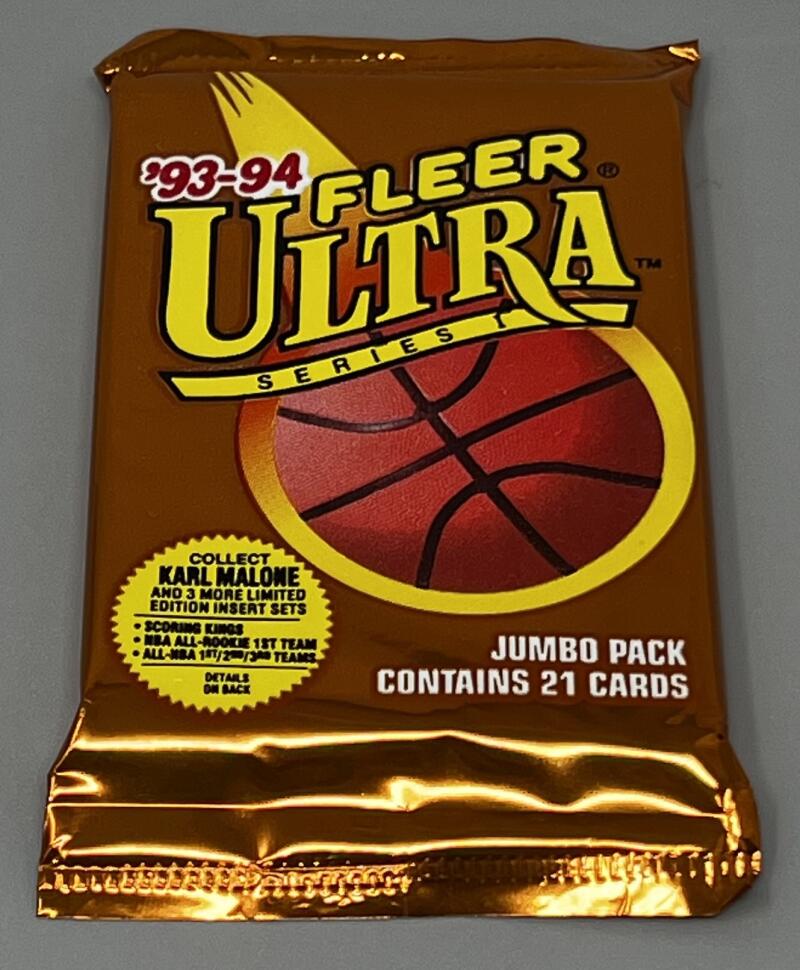 '93-94
FLEER®
ULTRA™
SERIES I
COLLECT
KARL MALONE
AND 3 MORE LIMITED
EDITION INSERT SETS
• SCORING KINGS
• NBA ALL-ROOKIE 1ST TEAM
• ALL-NBA 1ST/2ND/3RD TEAMS
DETAILS
ON BACK
JUMBO PACK
CONTAINS 21 CARDS